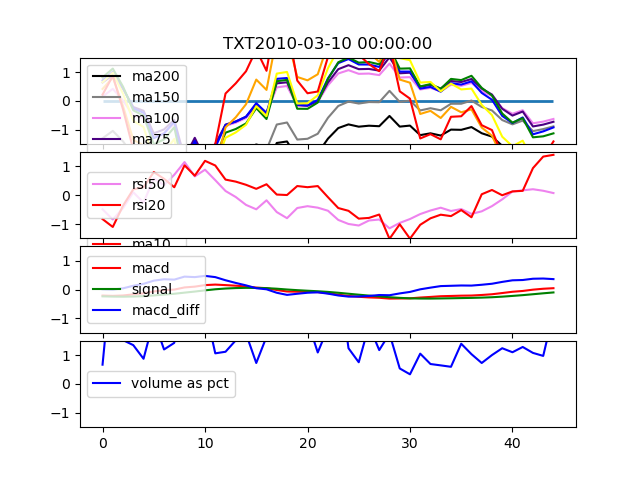 TXT2010-03-10 00:00:00
1
0
−1
ma200
ma150
ma100
ma75
1
0
−1
rsi50
rsi20
ma10
1
0
−1
macd
signal
macd_diff
1
0
−1
volume as pct
0
10
20
30
40